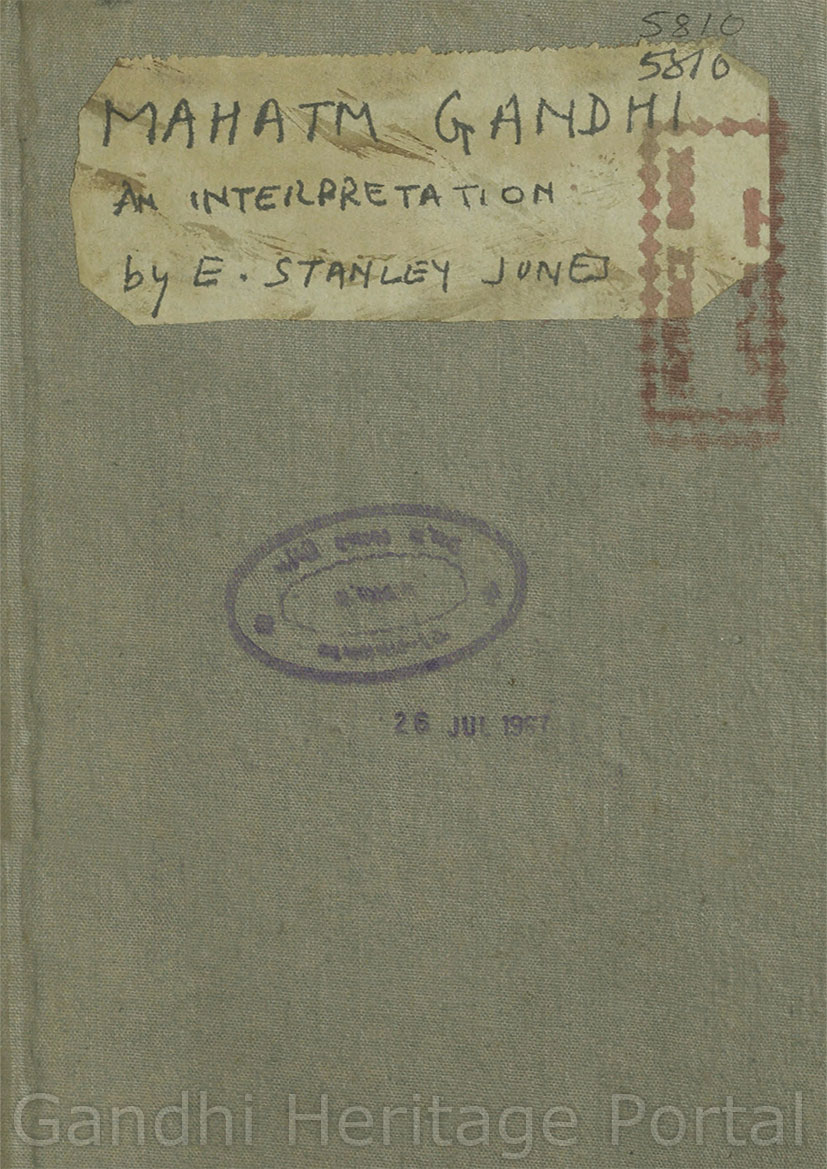 5810
5810
MAHATM GANDHI
AN INTERPRETATION
by E. STANLEY JONES
26 JUL 1967
Gandhi Heritage Portal